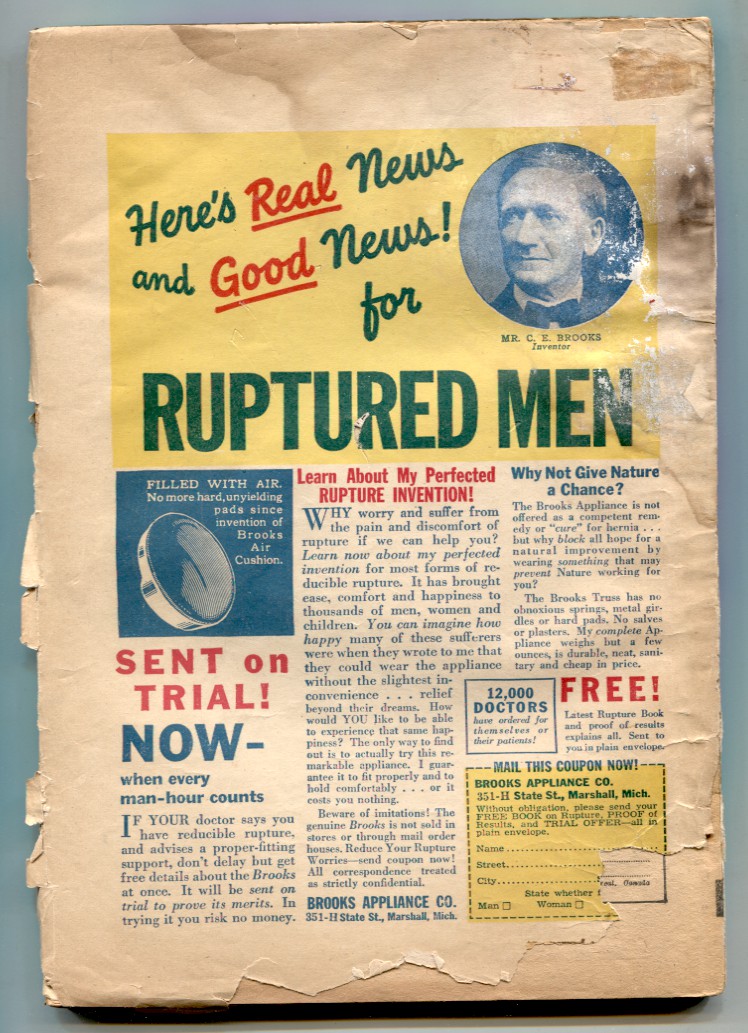 Here's Real News
and Good News!
for
MR. C. E. BROOKS
Inventor
RUPTURED MEN
FILLED WITH AIR.
No more hard, unyielding
pads since
invention of
Brooks
Air
Cushion.
SENT on
TRIAL!
NOW-
when every
man-hour counts
IF YOUR doctor says you
have reducible rupture,
and advises a proper-fitting
support, don't delay but get
free details about the Brooks
at once. It will be sent on
trial to prove its merits. In
trying it you risk no money.
Learn About My Perfected
RUPTURE INVENTION!
WHY worry and suffer from
the pain and discomfort of
rupture if we can help you?
Learn now about my perfected
invention for most forms of re-
ducible rupture. It has brought
ease, comfort and happiness to
thousands of men, women and
children. You can imagine how
happy many of these sufferers
were when they wrote to me that
they could wear the appliance
without the slightest in-
convenience . . . relief
beyond their dreams. How
would YOU like to be able
to experience that same hap-
piness? The only way to find
out is to actually try this re-
markable appliance. I guar-
antee it to fit properly and to
hold comfortably . . . or it
costs you nothing.
Beware of imitations! The
genuine Brooks is not sold in
stores or through mail order
houses. Reduce Your Rupture
Worries—send coupon now!
All correspondence treated
as strictly confidential.
BROOKS APPLIANCE CO.
351-H State St., Marshall, Mich.
Why Not Give Nature
a Chance?
The Brooks Appliance is not
offered as a competent rem-
edy or "cure" for hernia . . .
but why block all hope for a
natural improvement by
wearing something that may
prevent Nature working for
you?
The Brooks Truss has no
obnoxious springs, metal gir-
dles or hard pads. No salves
or plasters. My complete Ap-
pliance weighs but a few
ounces, is durable, neat, sani-
tary and cheap in price.
12,000
DOCTORS
have ordered for
themselves or
their patients!
FREE!
Latest Rupture Book
and proof of results
explains all. Sent to
you in plain envelope.
MAIL THIS COUPON NOW!
BROOKS APPLIANCE CO.
351-H State St., Marshall, Mich.
Without obligation, please send your
FREE BOOK on Rupture, PROOF of
Results, and TRIAL OFFER—all in
plain envelope.
Name
Street
City
State whether f
Man □ Woman □
Canada